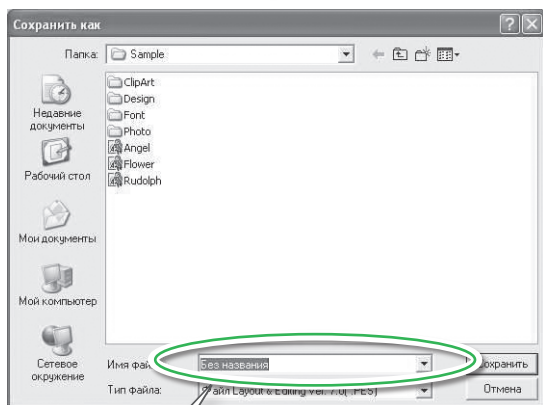 Сохранить как
Папка: Sample
ClipArt
Design
Font
Photo
Angel
Flower
Rudolph
Недавние документы
Рабочий стол
Мои документы
Мой компьютер
Сетевое окружение
Имя фай Без названия
охранить
Тип файла: Файл Layout & Editing Ver. 7.0( .PES)
Отмена